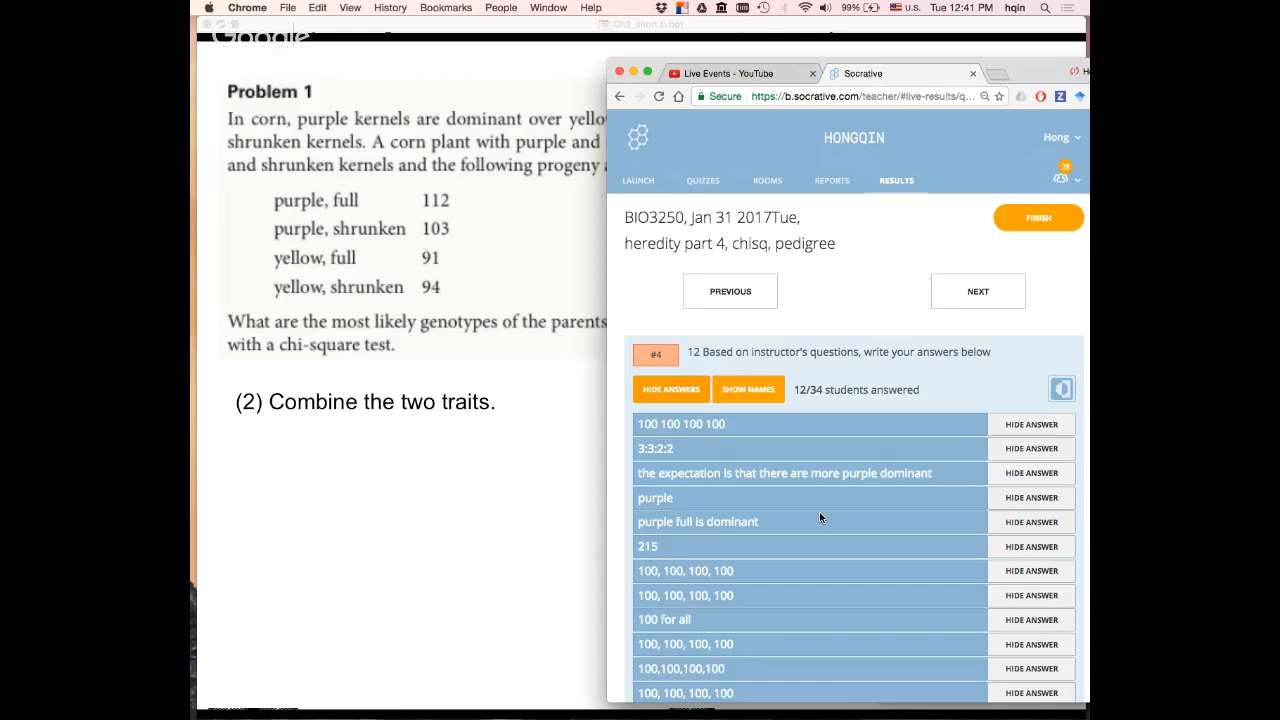 Chrome File Edit View History Bookmarks People Window Help 99% U.S. Tue 12:41 PM hqin
Ch3_snort.b.ppt
Google
Live Events - YouTube Socrative
Secure https://b.socrative.com/teacher/#live-results/q...
HONGQIN Hong
LAUNCH QUIZZES ROOMS REPORTS RESULTS 28
BIO3250, Jan 31 2017Tue,
heredity part 4, chisq, pedigree
FINISH
PREVIOUS NEXT
#4 12 Based on instructor's questions, write your answers below
HIDE ANSWERS SHOW NAMES 12/34 students answered
100 100 100 100 HIDE ANSWER
3:3:2:2 HIDE ANSWER
the expectation is that there are more purple dominant HIDE ANSWER
purple HIDE ANSWER
purple full is dominant HIDE ANSWER
215 HIDE ANSWER
100, 100, 100, 100 HIDE ANSWER
100, 100, 100, 100 HIDE ANSWER
100 for all HIDE ANSWER
100, 100, 100, 100 HIDE ANSWER
100,100,100,100 HIDE ANSWER
100, 100, 100, 100 HIDE ANSWER
Problem 1
In corn, purple kernels are dominant over yello
shrunken kernels. A corn plant with purple and
and shrunken kernels and the following progeny a
purple, full 112
purple, shrunken 103
yellow, full 91
yellow, shrunken 94
What are the most likely genotypes of the parents
with a chi-square test.
(2) Combine the two traits.